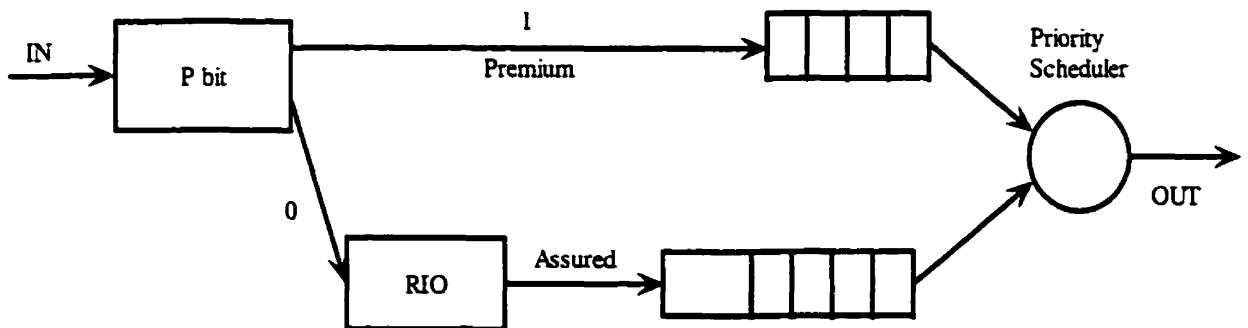 IN
P bit
1
Premium
Priority
Scheduler
OUT
0
RIO
Assured